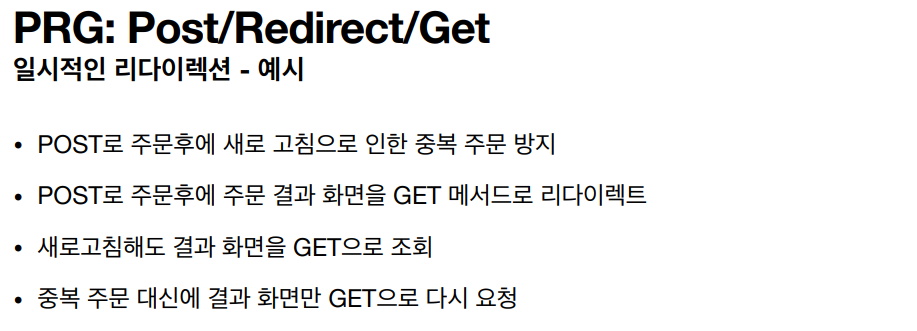 PRG: Post/Redirect/Get
일시적인 리다이렉션 - 예시
• POST로 주문후에 새로 고침으로 인한 중복 주문 방지
• POST로 주문후에 주문 결과 화면을 GET 메서드로 리다이렉트
• 새로고침해도 결과 화면을 GET으로 조회
• 중복 주문 대신에 결과 화면만 GET으로 다시 요청